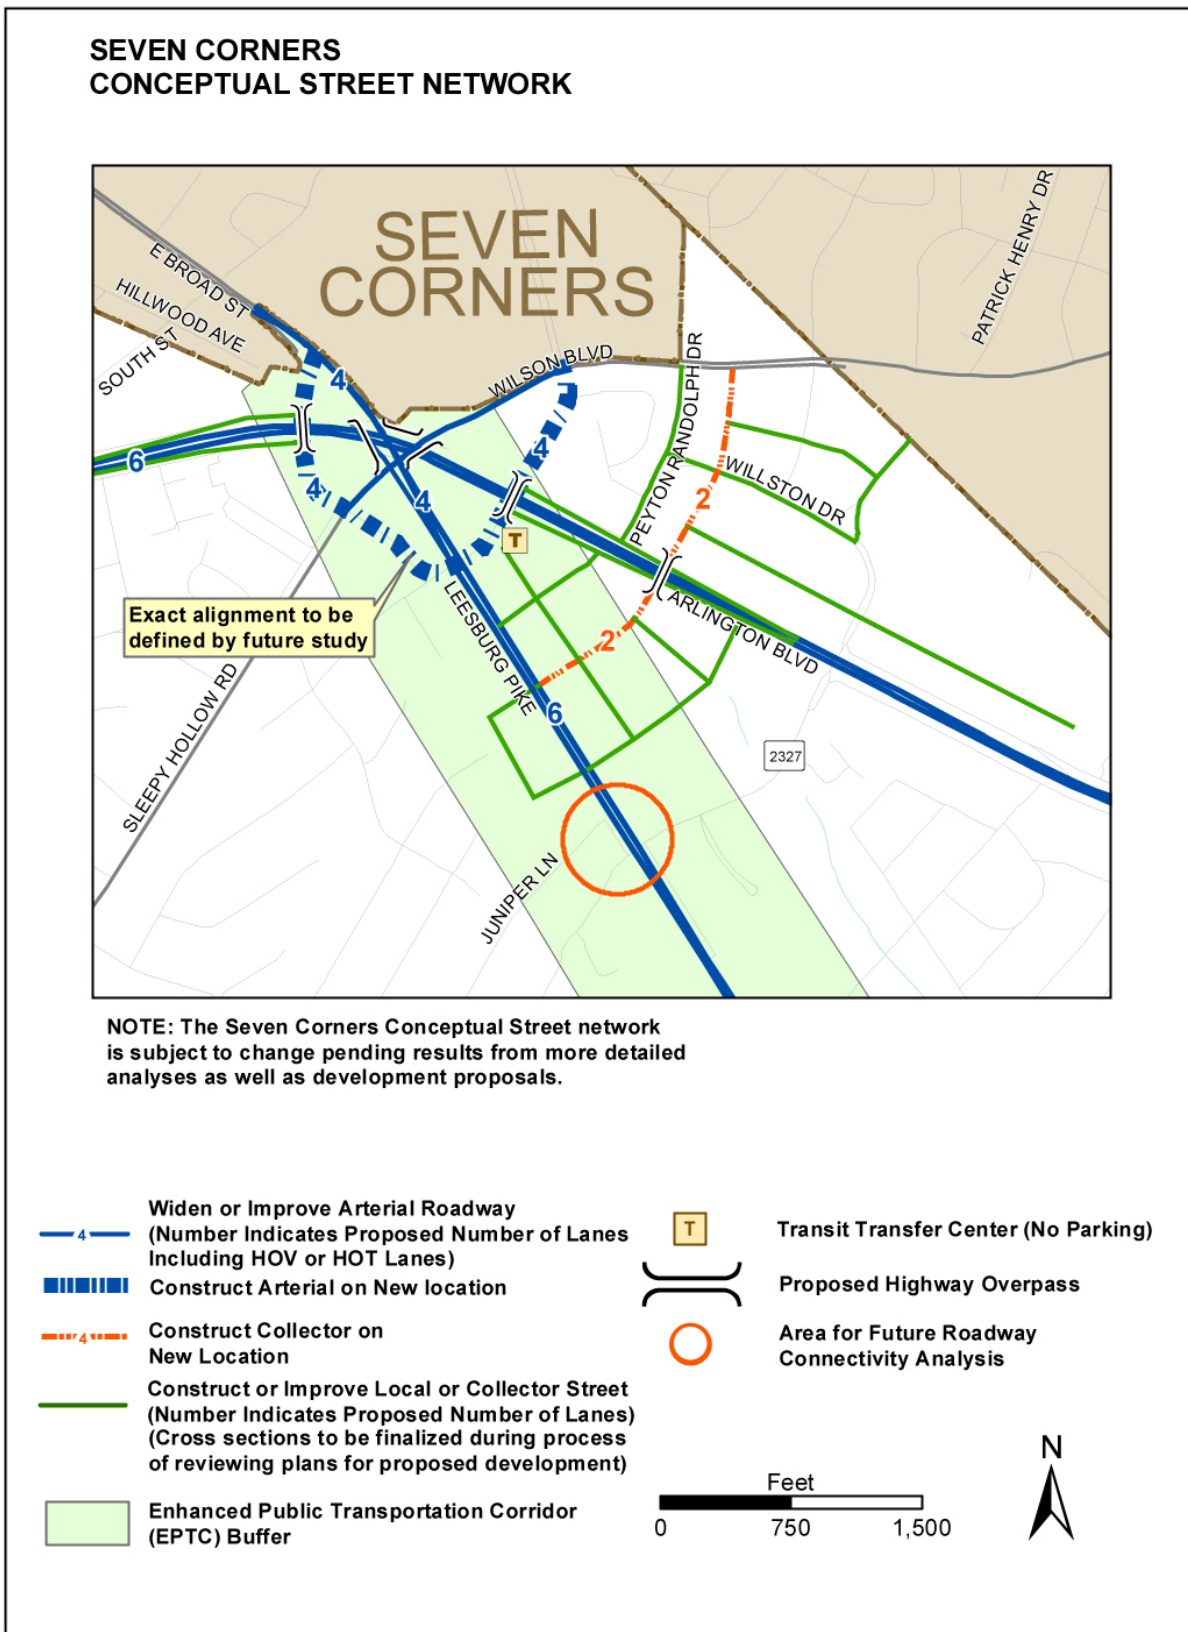 SEVEN CORNERS
CONCEPTUAL STREET NETWORK
SEVEN
CORNERS
E BROAD ST
HILLWOOD AVE
SOUTH ST
WILSON BLVD
PATRICK HENRY DR
PEYTON RANDOLPH DR
WILLSTON DR
4
6
4
4
4
2
T
ARLINGTON BLVD
LEESBURG PIKE
2
6
Exact alignment to be
defined by future study
SLEEPY HOLLOW RD
2327
JUNIPER LN
NOTE: The Seven Corners Conceptual Street network
is subject to change pending results from more detailed
analyses as well as development proposals.
4
Widen or Improve Arterial Roadway
(Number Indicates Proposed Number of Lanes
Including HOV or HOT Lanes)
Construct Arterial on New location
4
Construct Collector on
New Location
Construct or Improve Local or Collector Street
(Number Indicates Proposed Number of Lanes)
(Cross sections to be finalized during process
of reviewing plans for proposed development)
Enhanced Public Transportation Corridor
(EPTC) Buffer
T
Transit Transfer Center (No Parking)
Proposed Highway Overpass
Area for Future Roadway
Connectivity Analysis
Feet
0 750 1,500
N